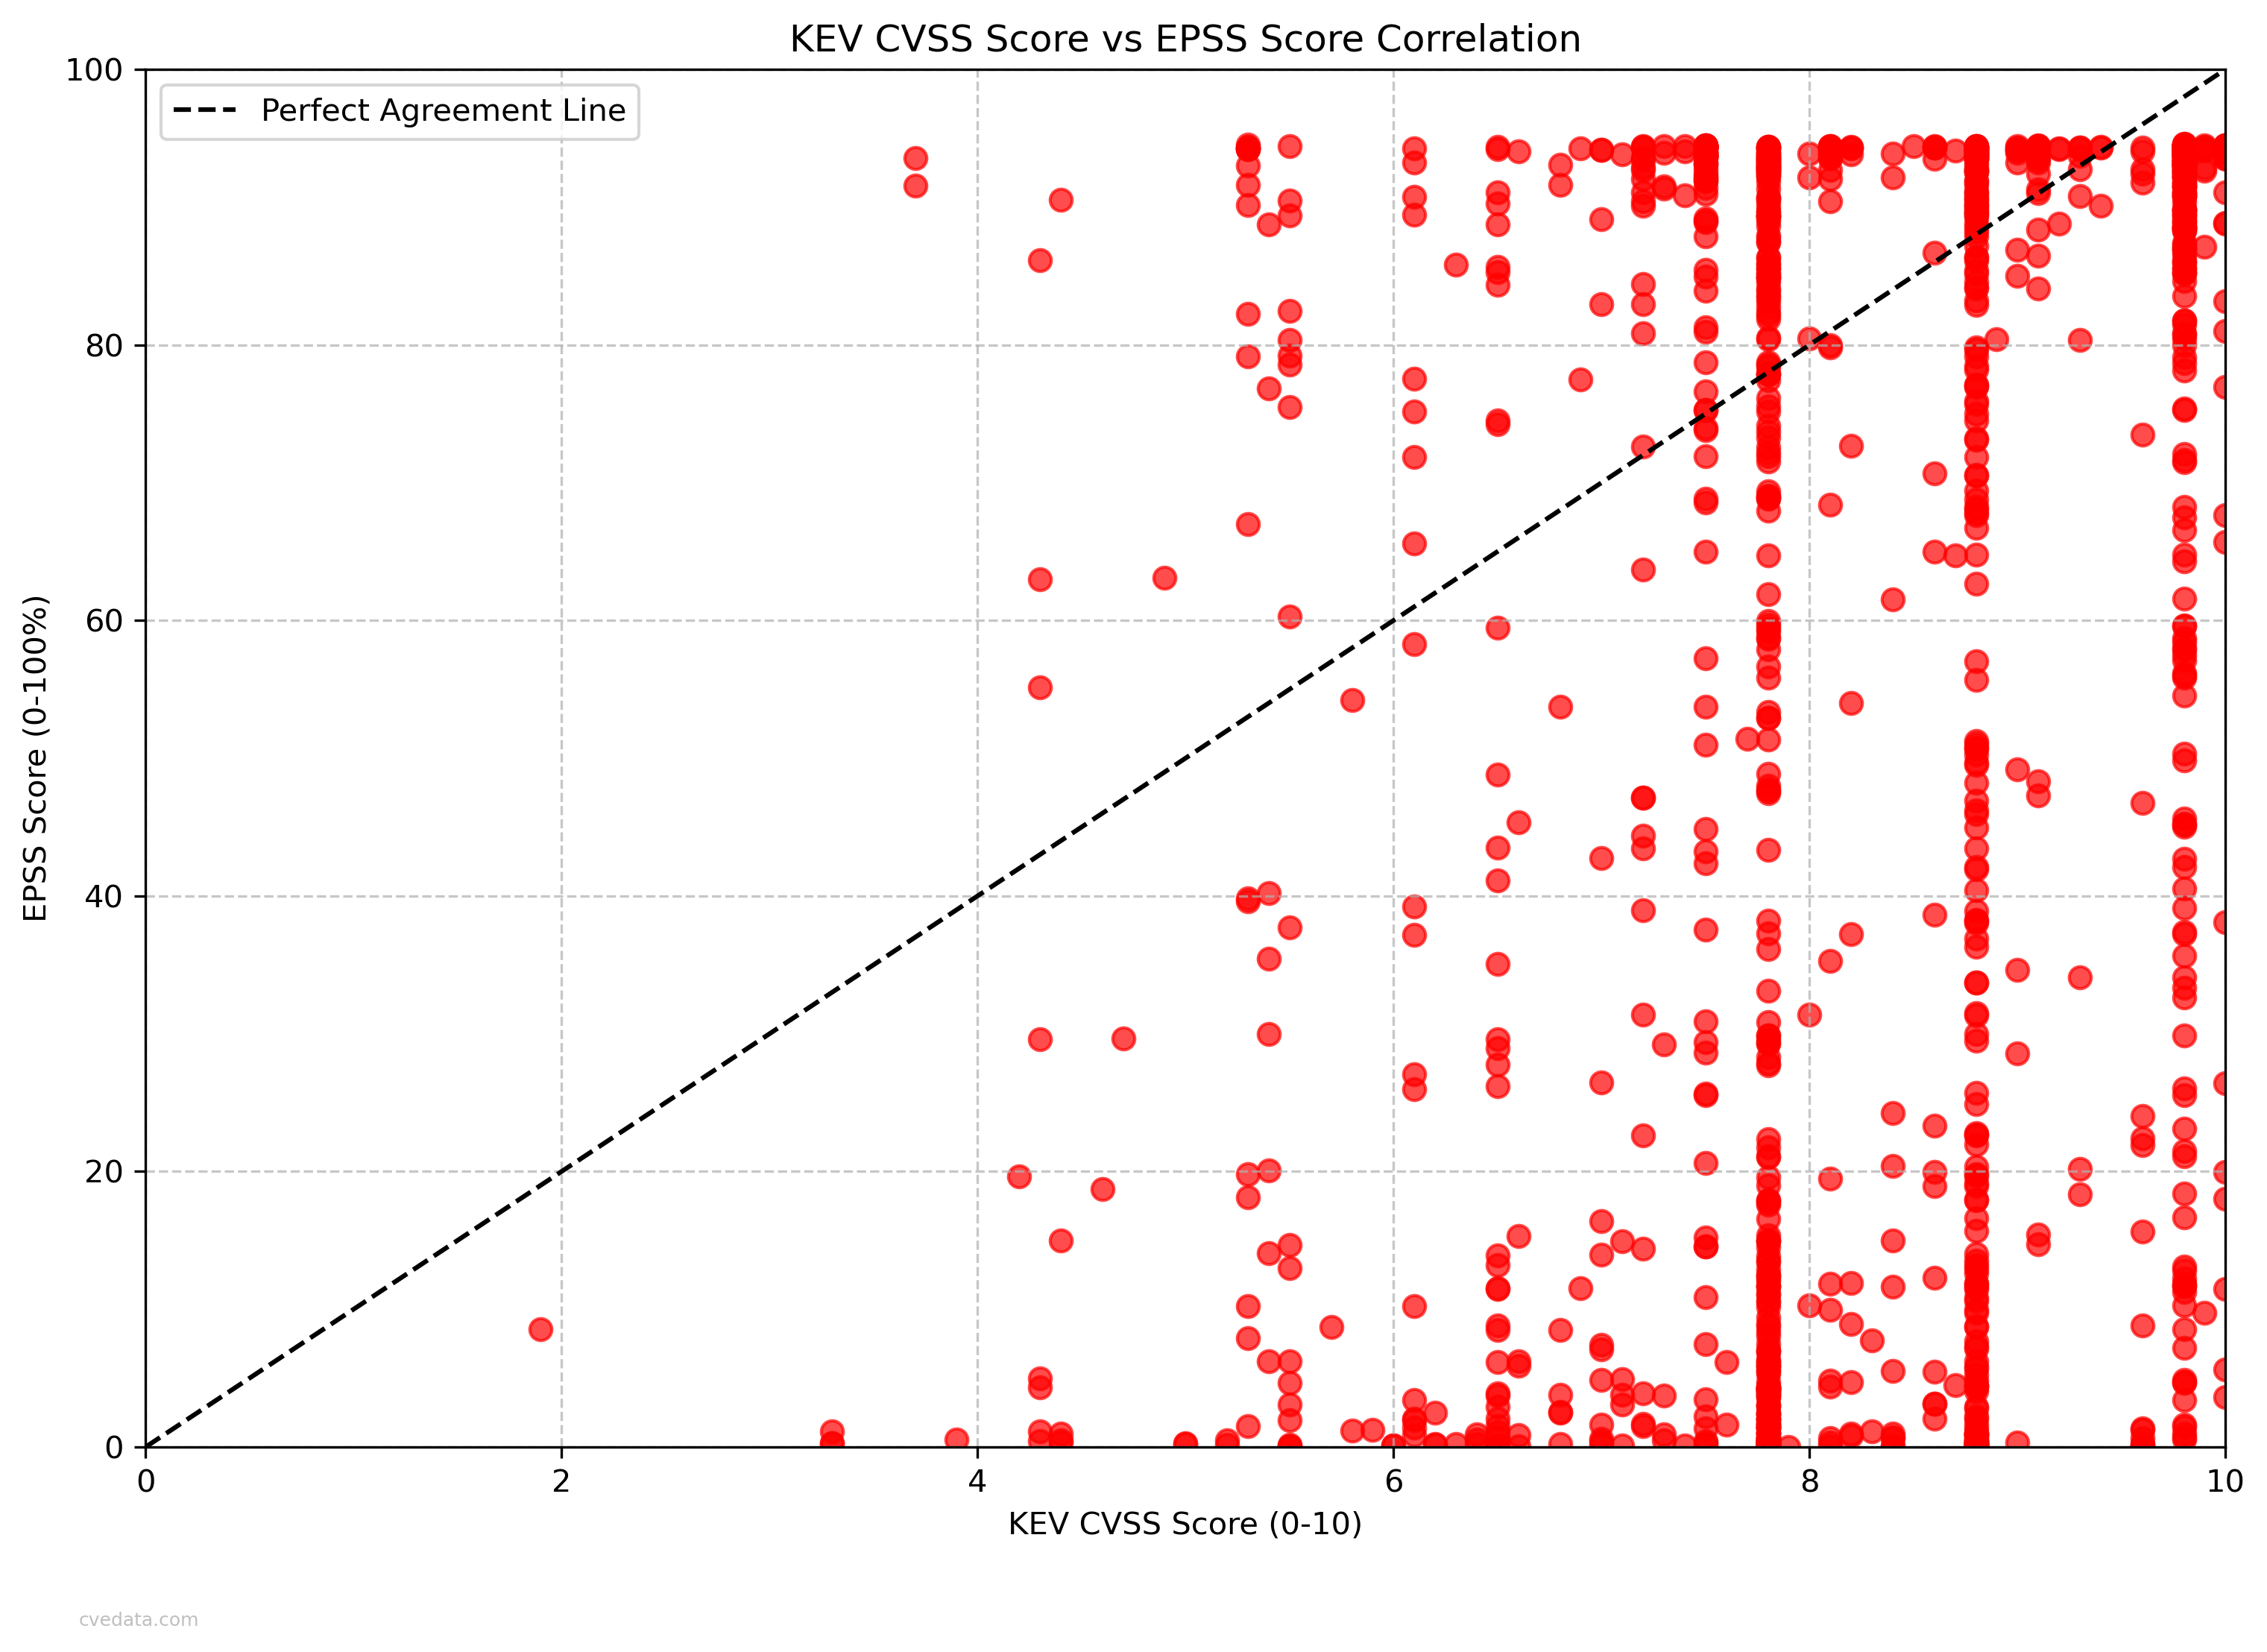 KEV CVSS Score vs EPSS Score Correlation
Perfect Agreement Line
EPSS Score (0-100%)
100
80
60
40
20
0
0 2 4 6 8 10
KEV CVSS Score (0-10)
cvedata.com